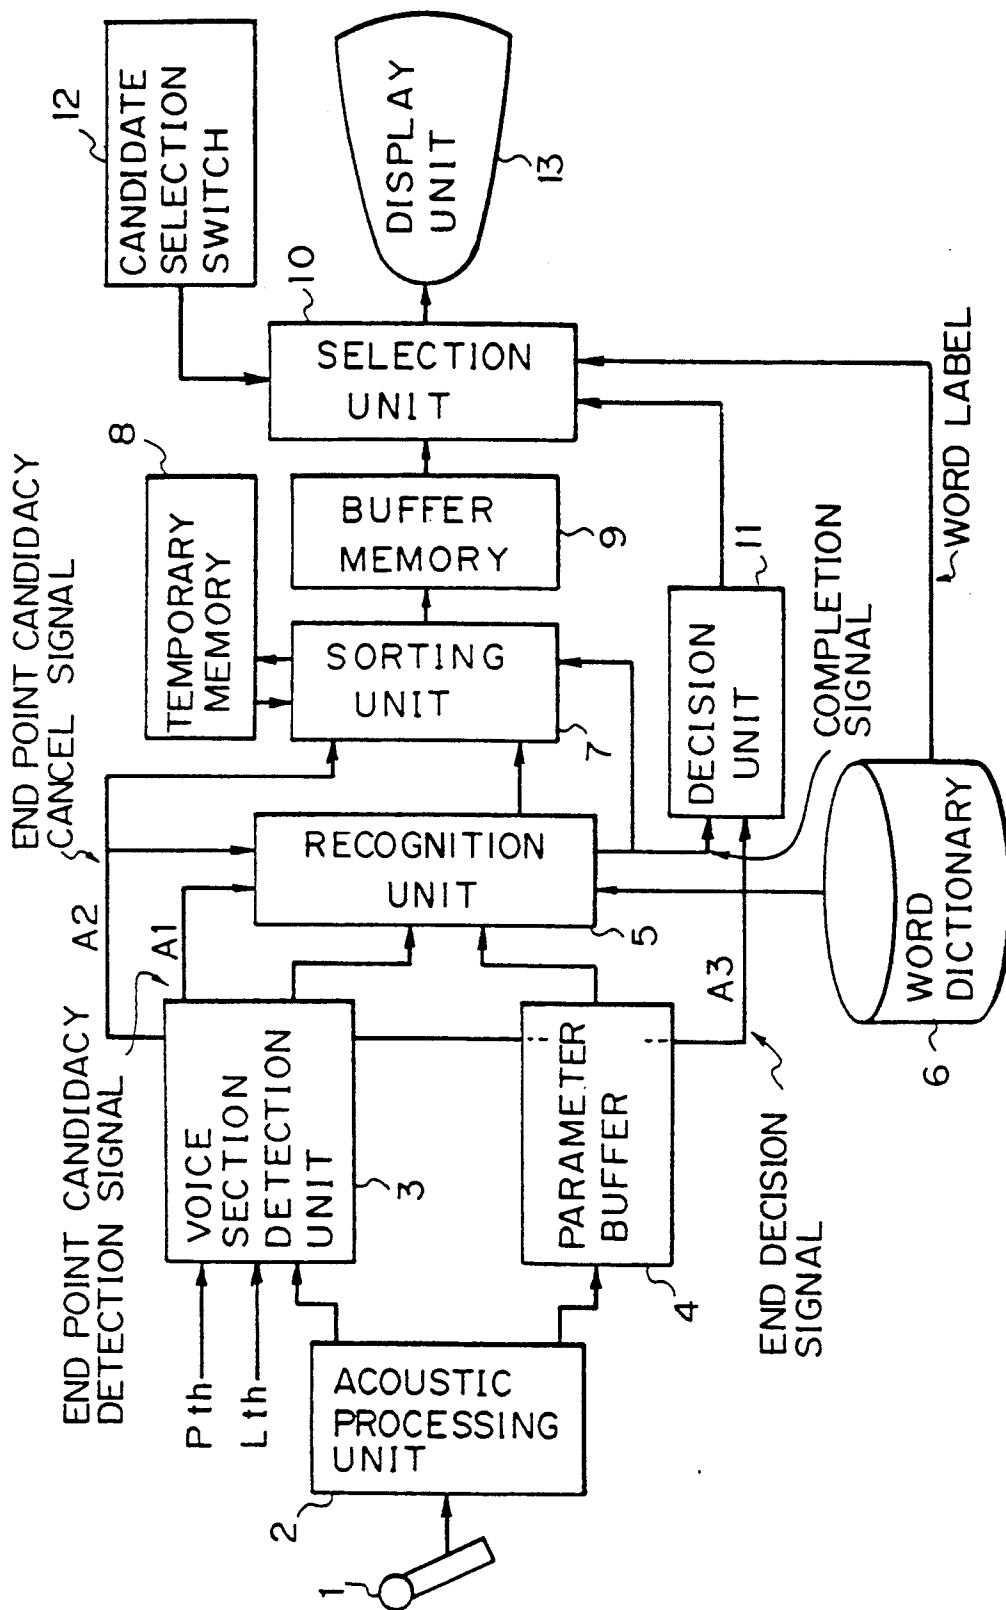 1
2
ACOUSTIC
PROCESSING
UNIT
Pth
Lth
END POINT CANDIDACY
DETECTION SIGNAL
A1
A2
END POINT CANDIDACY
CANCEL SIGNAL
VOICE
SECTION
DETECTION
UNIT
3
PARAMETER
BUFFER
4
A3
END DECISION
SIGNAL
RECOGNITION
UNIT
5
WORD
DICTIONARY
6
SORTING
UNIT
7
TEMPORARY
MEMORY
8
BUFFER
MEMORY
9
SELECTION
UNIT
10
DECISION
UNIT
11
COMPLETION
SIGNAL
WORD LABEL
CANDIDATE
SELECTION
SWITCH
12
DISPLAY
UNIT
13